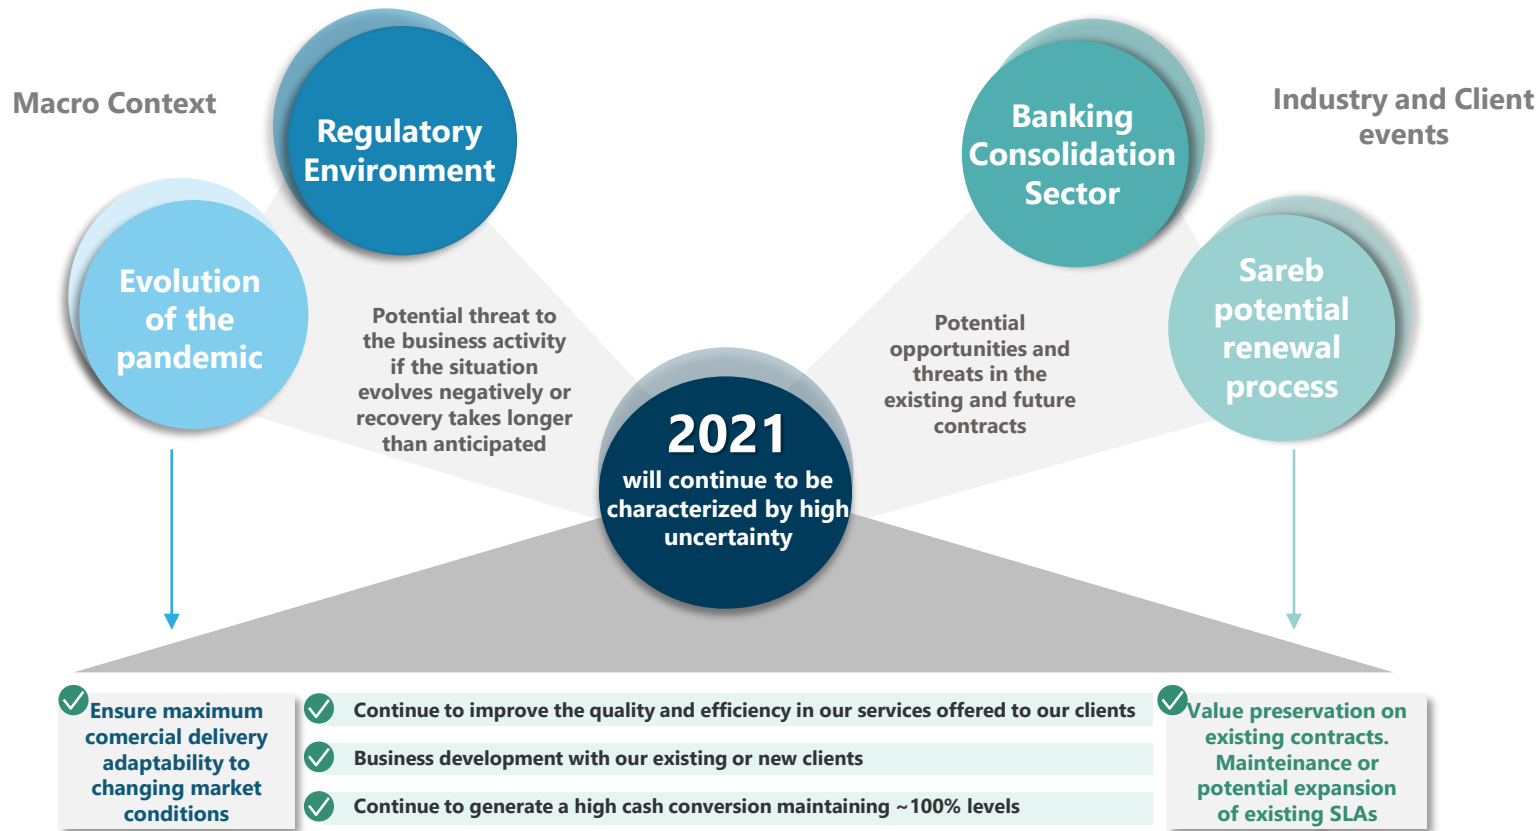 Macro Context
Regulatory
Environment
Evolution
of the
pandemic
Potential threat to
the business activity
if the situation
evolves negatively or
recovery takes longer
than anticipated
Industry and Client
events
Banking
Consolidation
Sector
Sareb
potential
renewal
process
Potential
opportunities and
threats in the
existing and future
contracts
2021
will continue to be
characterized by high
uncertainty
Ensure maximum
comercial delivery
adaptability to
changing market
conditions
Continue to improve the quality and efficiency in our services offered to our clients
Business development with our existing or new clients
Continue to generate a high cash conversion maintaining ~100% levels
Value preservation on
existing contracts.
Mainteinance or
potential expansion
of existing SLAs